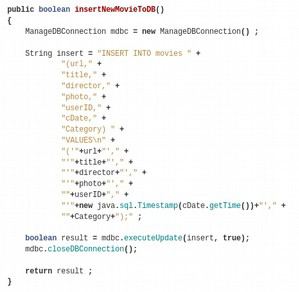 public boolean insertNewMovieToDB()
{
ManageDBConnection mdbc = new ManageDBConnection() ;
String insert = "INSERT INTO movies " +
"(url," +
"title," +
"director," +
"photo," +
"userID," +
"cDate," +
"Category) " +
"VALUES\n" +
"('"+url+"'," +
"'"+title+"'," +
"'"+director+"'," +
"'"+photo+"'," +
""+userID+"," +
"'"+new java.sql.Timestamp(cDate.getTime())+"'," +
""+Category+");" ;
boolean result = mdbc.executeUpdate(insert, true);
mdbc.closeDBConnection();
return result ;
}